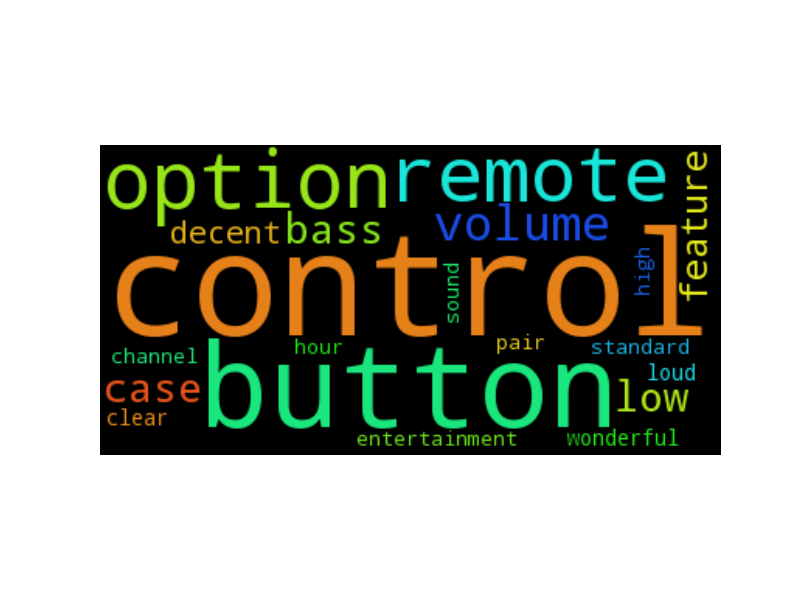 option remote feature
decent bass volume
control sound high
channel hour pair standard
case button low loud
clear entertainment wonderful